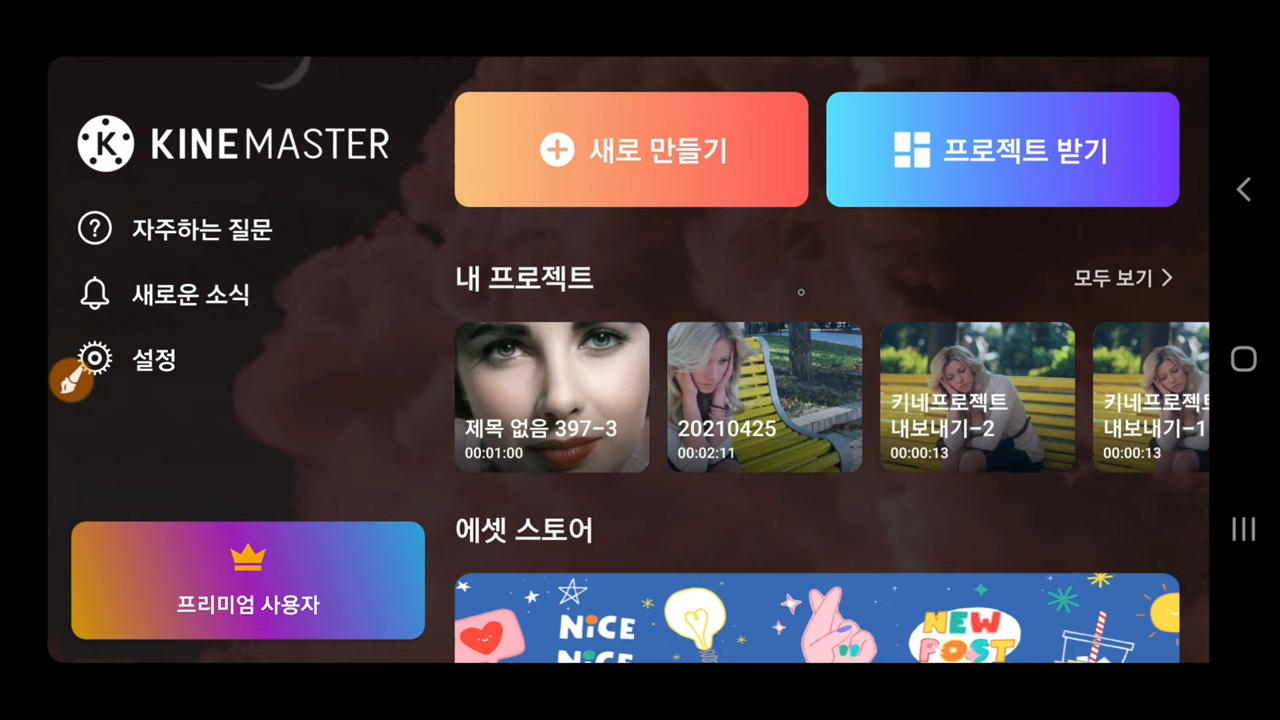 KINEMASTER
자주하는 질문
새로운 소식
설정
프리미엄 사용자
새로 만들기
프로젝트 받기
내 프로젝트
모두 보기
제목 없음 397-3
00:01:00
20210425
00:02:11
키네프로젝트
내보내기-2
00:00:13
키네프로젝트
내보내기-1
00:00:13
에셋 스토어
NiCE
NiCE
NEW
POST